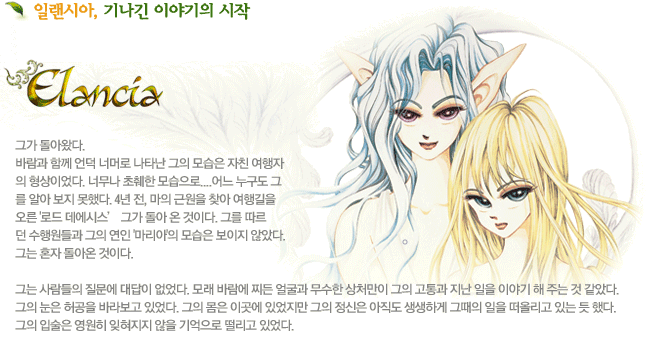 일랜시아, 기나긴 이야기의 시작
Elancia
그가 돌아왔다.
바람과 함께 언덕 너머로 나타난 그의 모습은 지친 여행자
의 형상이었다. 너무나 초췌한 모습으로....어느 누구도 그
를 알아 보지 못했다. 4년 전, 마의 근원을 찾아 여행길을
오른 '로드 데에시스’ 가 돌아 온 것이다. 그를 따르
던 수행원들과 그의 연인 '마리아'의 모습은 보이지 않았다.
그는 혼자 돌아온 것이다.
그는 사람들의 질문에 대답이 없었다. 모래 바람에 찌든 얼굴과 무수한 상처만이 그의 고통과 지난 일을 이야기 해 주는 것 같았다.
그의 눈은 허공을 바라보고 있었다. 그의 몸은 이곳에 있었지만 그의 정신은 아직도 생생하게 그때의 일을 떠올리고 있는 듯 했다.
그의 입술은 영원히 잊혀지지 않을 기억으로 떨리고 있었다.